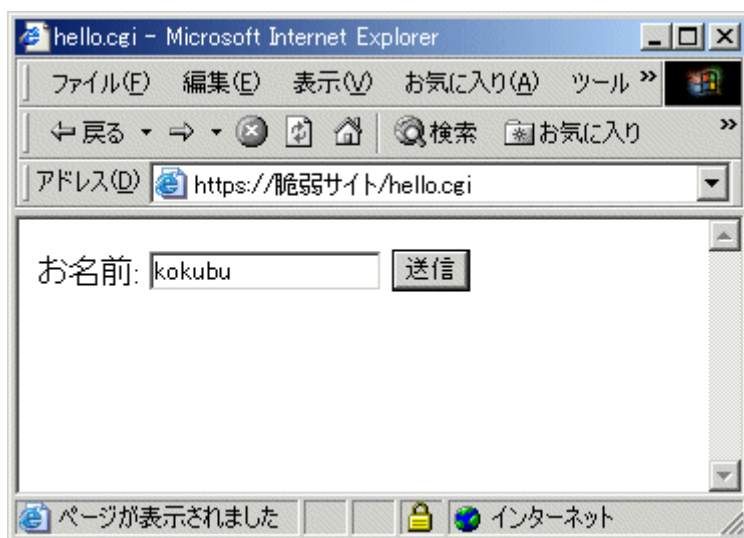 hello.cgi - Microsoft Internet Explorer
ファイル(F) 編集(E) 表示(V) お気に入り(A) ツール »
戻る 検索 お気に入り »
アドレス(D) https://脆弱サイト/hello.cgi
お名前: kokubu 送信
ページが表示されました インターネット